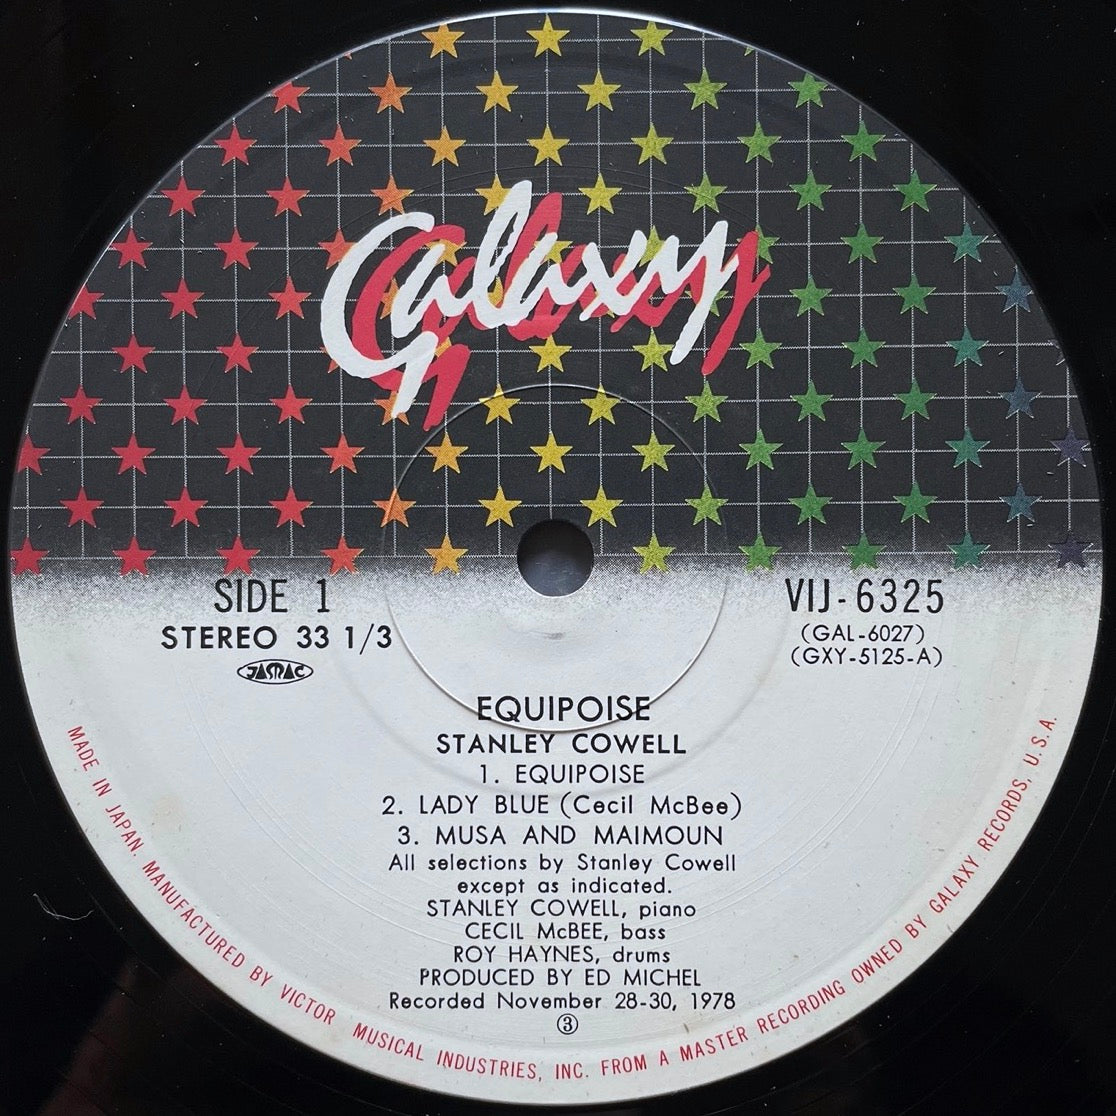 Galaxy
SIDE 1
STEREO 33 1/3
JASRAC
VIJ-6325
(GAL-6027)
(GXY-5125-A)
EQUIPOISE
STANLEY COWELL
1. EQUIPOISE
2. LADY BLUE (Cecil McBee)
3. MUSA AND MAIMOUN
All selections by Stanley Cowell
except as indicated.
STANLEY COWELL, piano
CECIL McBEE, bass
ROY HAYNES, drums
PRODUCED BY ED MICHEL
Recorded November 28-30, 1978
③
MADE IN JAPAN. MANUFACTURED BY VICTOR MUSICAL INDUSTRIES, INC. FROM A MASTER RECORDING OWNED BY GALAXY RECORDS, U.S.A.